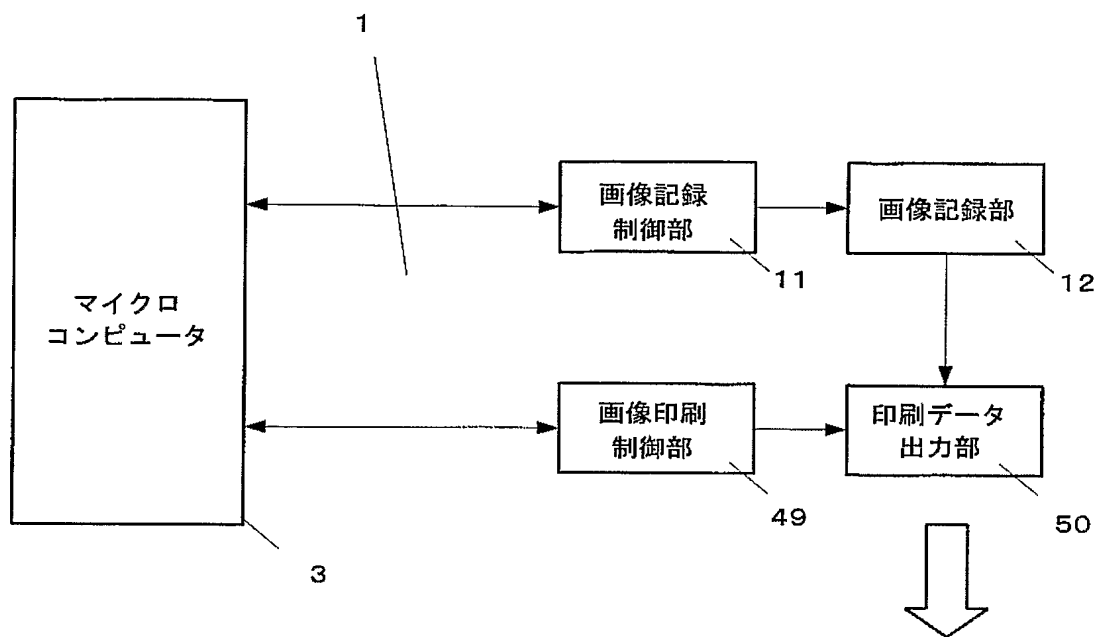 1
画像記録
制御部
画像記録部
11
12
マイクロ
コンピュータ
画像印刷
制御部
印刷データ
出力部
49
50
3